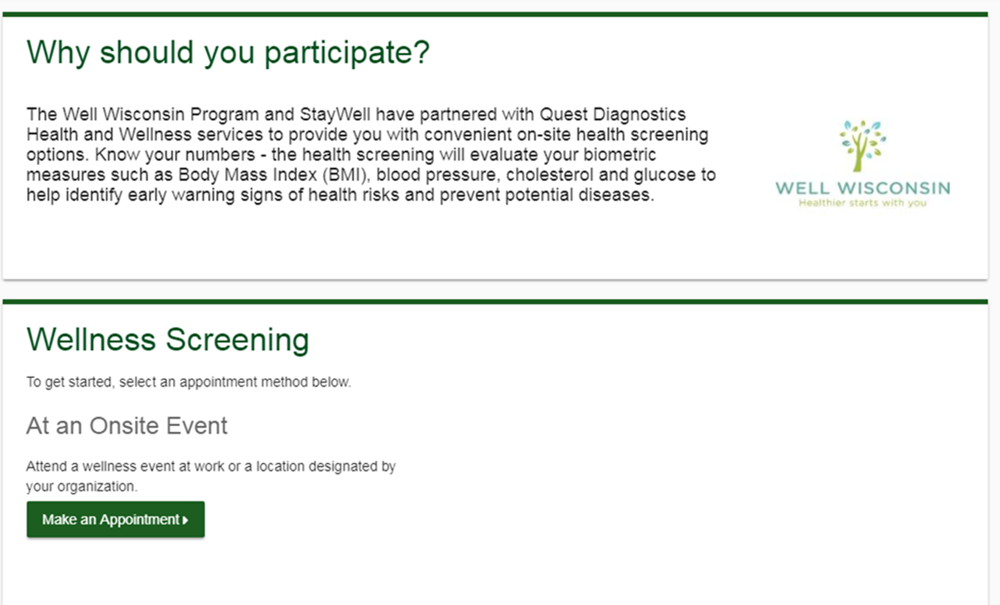 Why should you participate?
The Well Wisconsin Program and StayWell have partnered with Quest Diagnostics
Health and Wellness services to provide you with convenient on-site health screening
options. Know your numbers - the health screening will evaluate your biometric
measures such as Body Mass Index (BMI), blood pressure, cholesterol and glucose to
help identify early warning signs of health risks and prevent potential diseases.
WELL WISCONSIN
Healthier starts with you
Wellness Screening
To get started, select an appointment method below.
At an Onsite Event
Attend a wellness event at work or a location designated by
your organization.
Make an Appointment